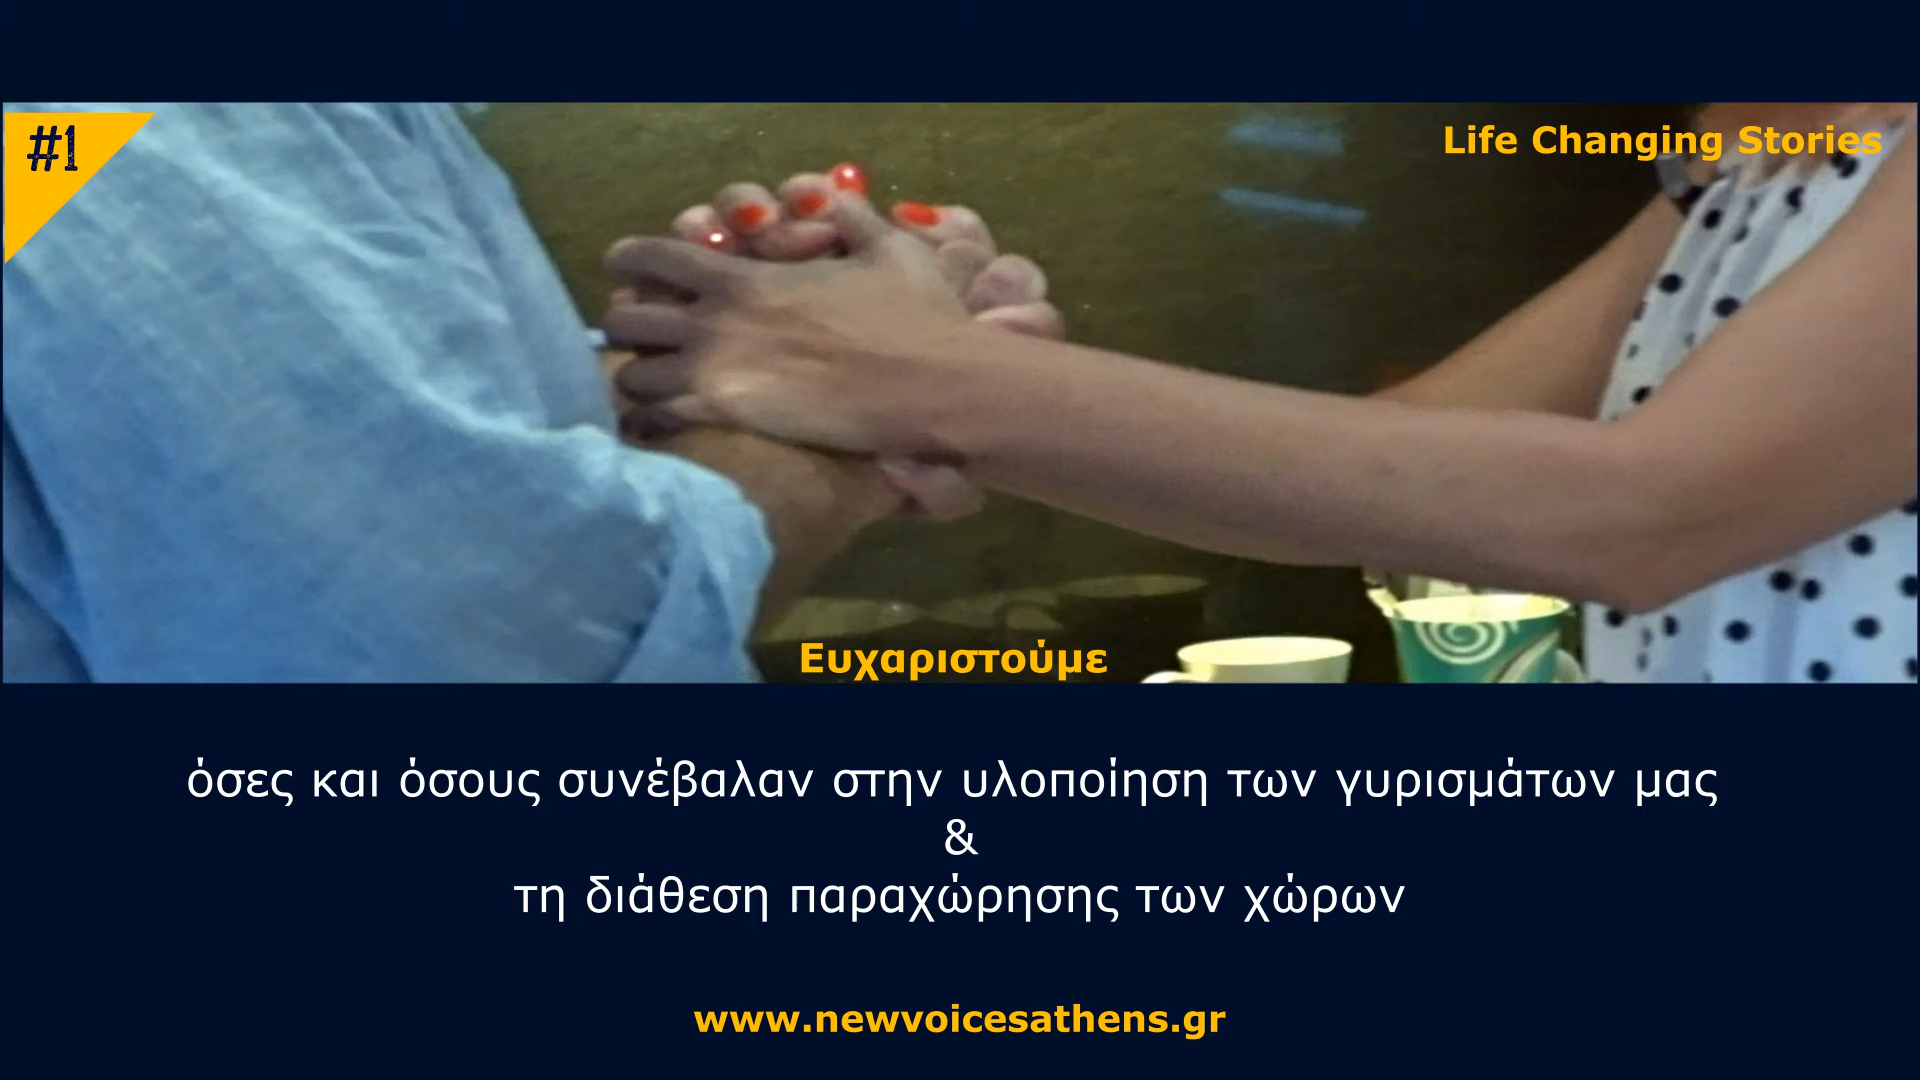 #1
Life Changing Stories
Ευχαριστούμε
όσες και όσους συνέβαλαν στην υλοποίηση των γυρισμάτων μας
&
τη διάθεση παραχώρησης των χώρων
www.newvoicesathens.gr